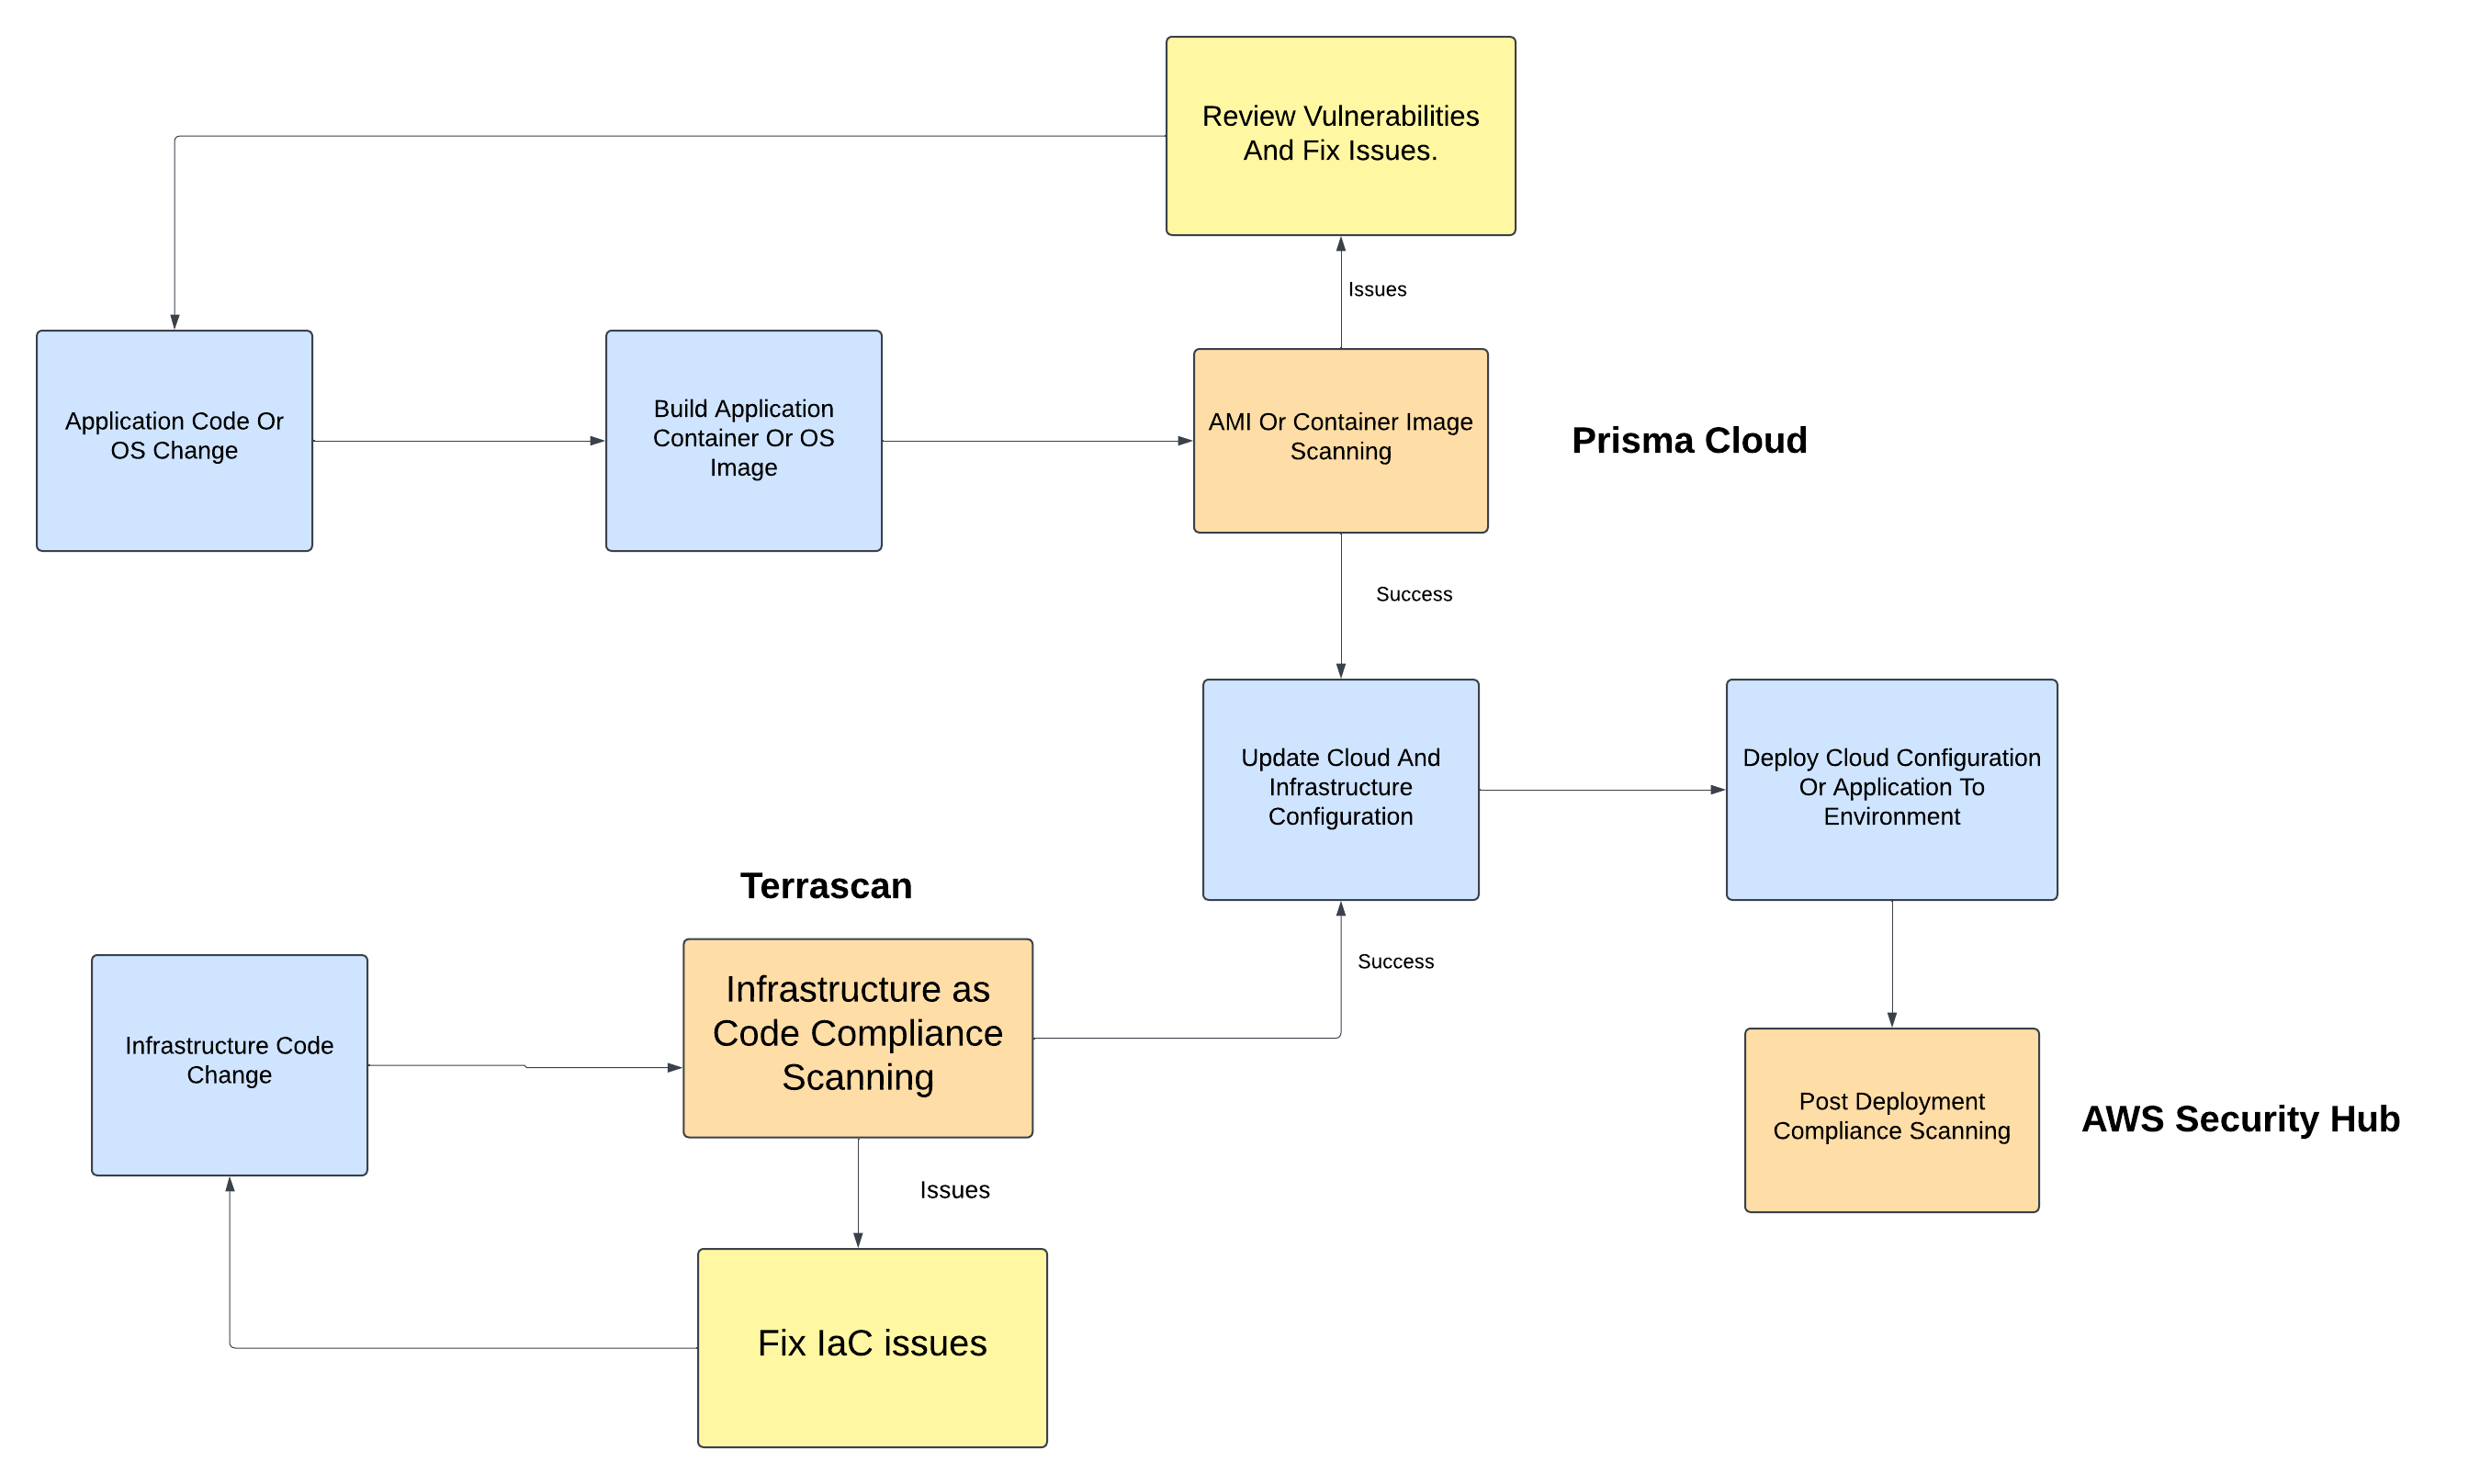 Review Vulnerabilities
And Fix Issues.
Issues
Application Code Or
OS Change
Build Application
Container Or OS
Image
AMI Or Container Image
Scanning
Prisma Cloud
Success
Update Cloud And
Infrastructure
Configuration
Deploy Cloud Configuration
Or Application To
Environment
Terrascan
Success
Infrastructure as
Code Compliance
Scanning
Infrastructure Code
Change
Post Deployment
Compliance Scanning
AWS Security Hub
Issues
Fix IaC issues